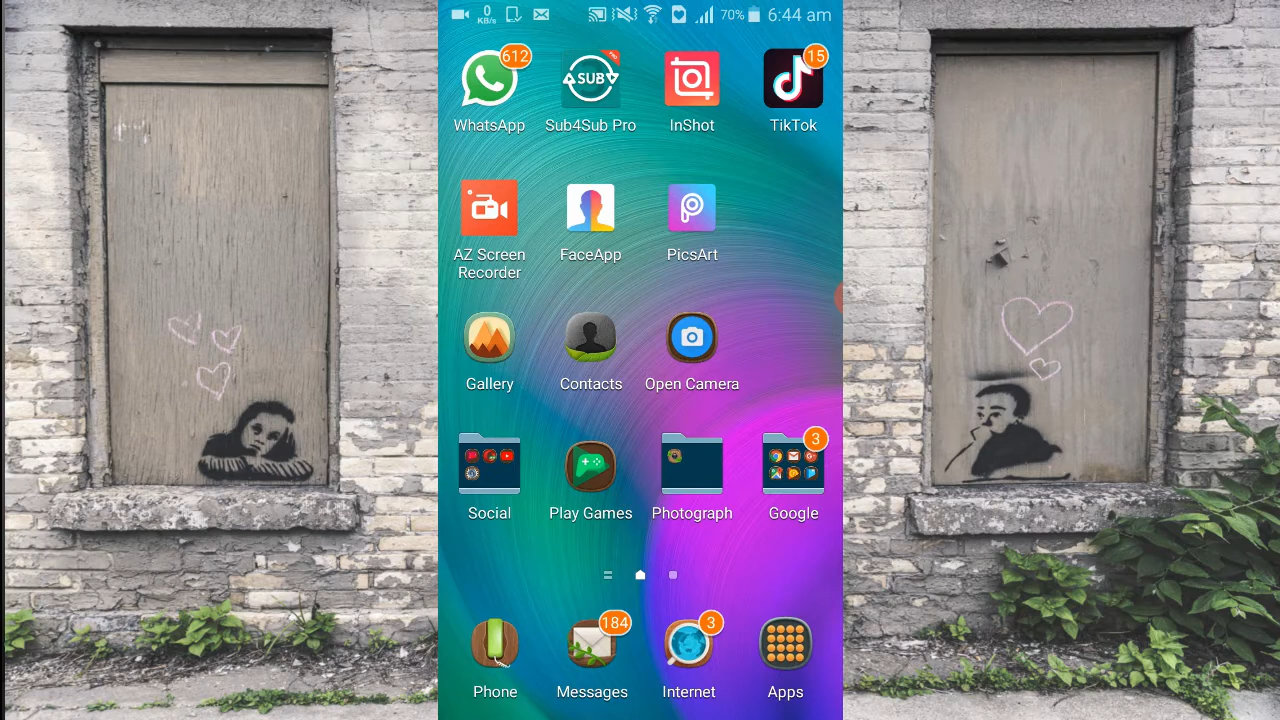 0
KB/s
70%
6:44 am
612
15
SUB
WhatsApp
Sub4Sub Pro
InShot
TikTok
AZ Screen
Recorder
FaceApp
PicsArt
Gallery
Contacts
Open Camera
3
Social
Play Games
Photograph
Google
184
3
Phone
Messages
Internet
Apps